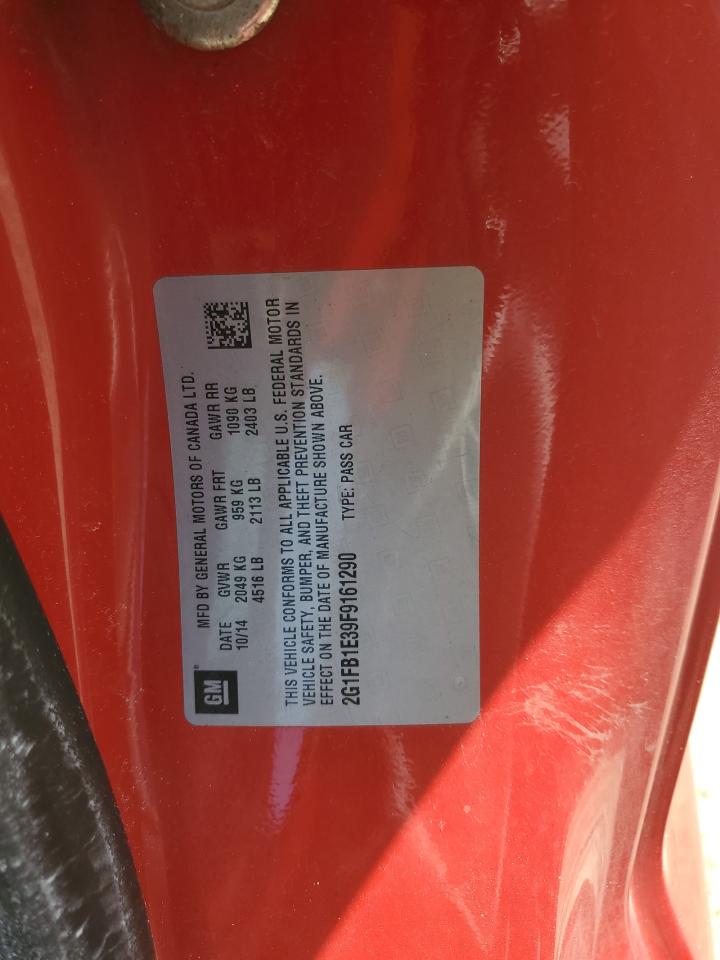 GM®
MFD BY GENERAL MOTORS OF CANADA LTD.
DATE GVWR GAWR FRT GAWR RR
10/14 2049 KG 959 KG 1090 KG
4516 LB 2113 LB 2403 LB
THIS VEHICLE CONFORMS TO ALL APPLICABLE U.S. FEDERAL MOTOR
VEHICLE SAFETY, BUMPER, AND THEFT PREVENTION STANDARDS IN
EFFECT ON THE DATE OF MANUFACTURE SHOWN ABOVE.
2G1FB1E39F9161290 TYPE: PASS CAR